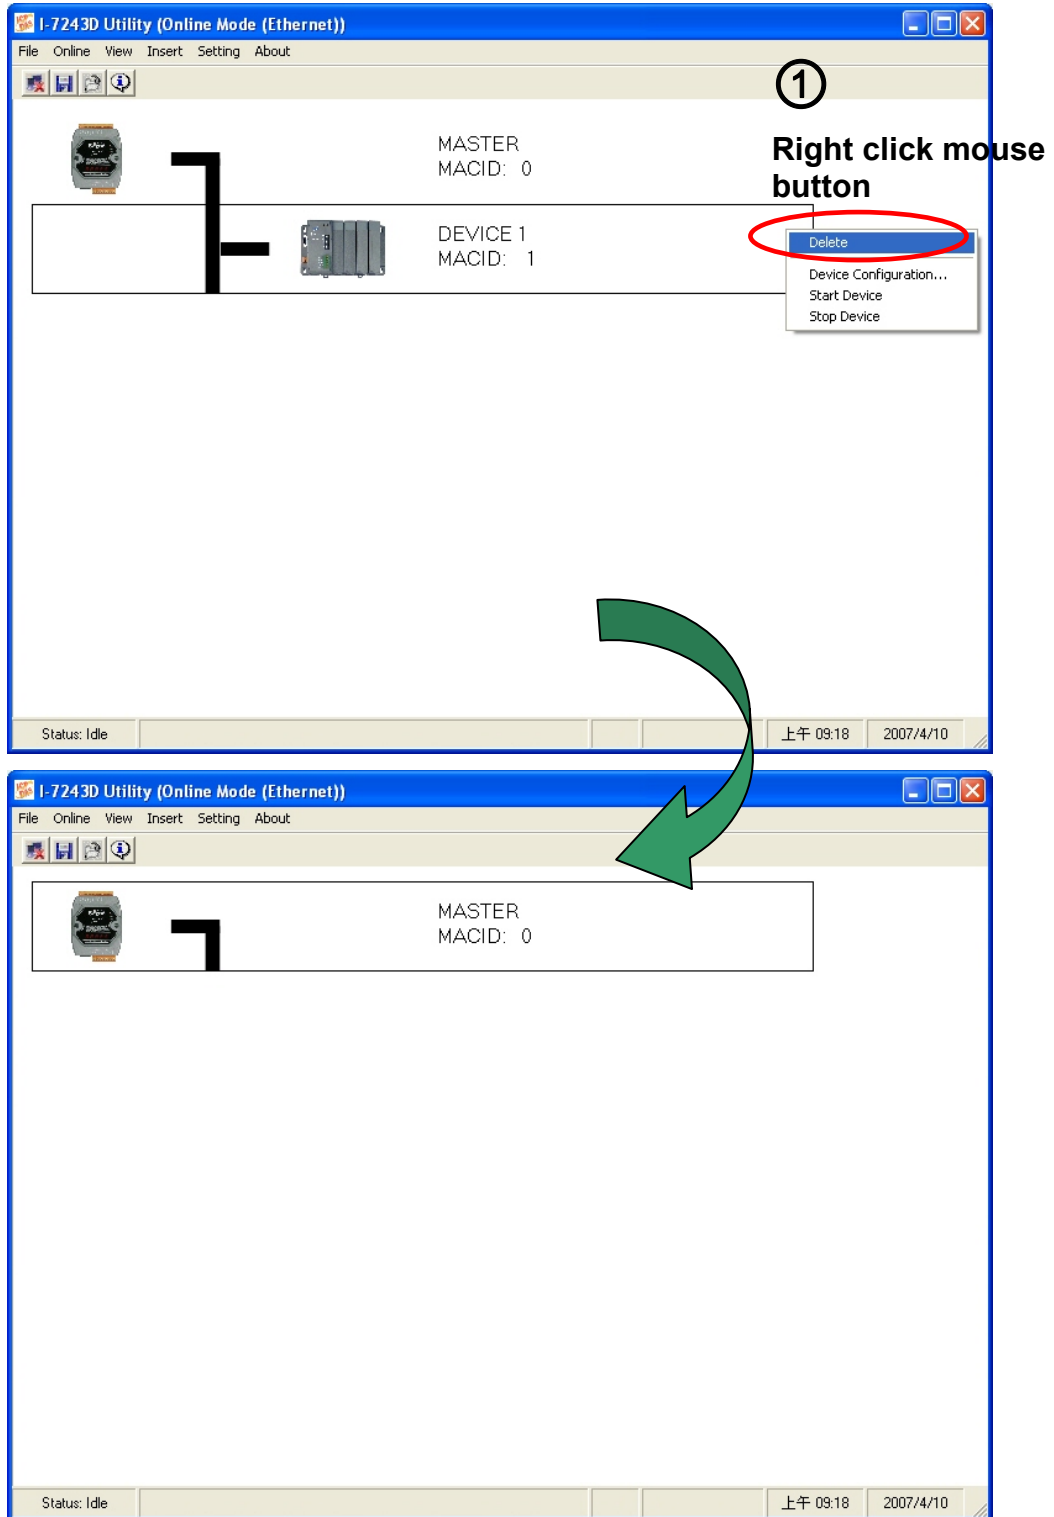 I-7243D Utility (Online Mode (Ethernet))
File Online View Insert Setting About
1
Right click mouse
button
MASTER
MACID: 0
DEVICE 1
MACID: 1
Delete
Device Configuration...
Start Device
Stop Device
Status: Idle
上午 09:18
2007/4/10
I-7243D Utility (Online Mode (Ethernet))
File Online View Insert Setting About
MASTER
MACID: 0
Status: Idle
上午 09:18
2007/4/10